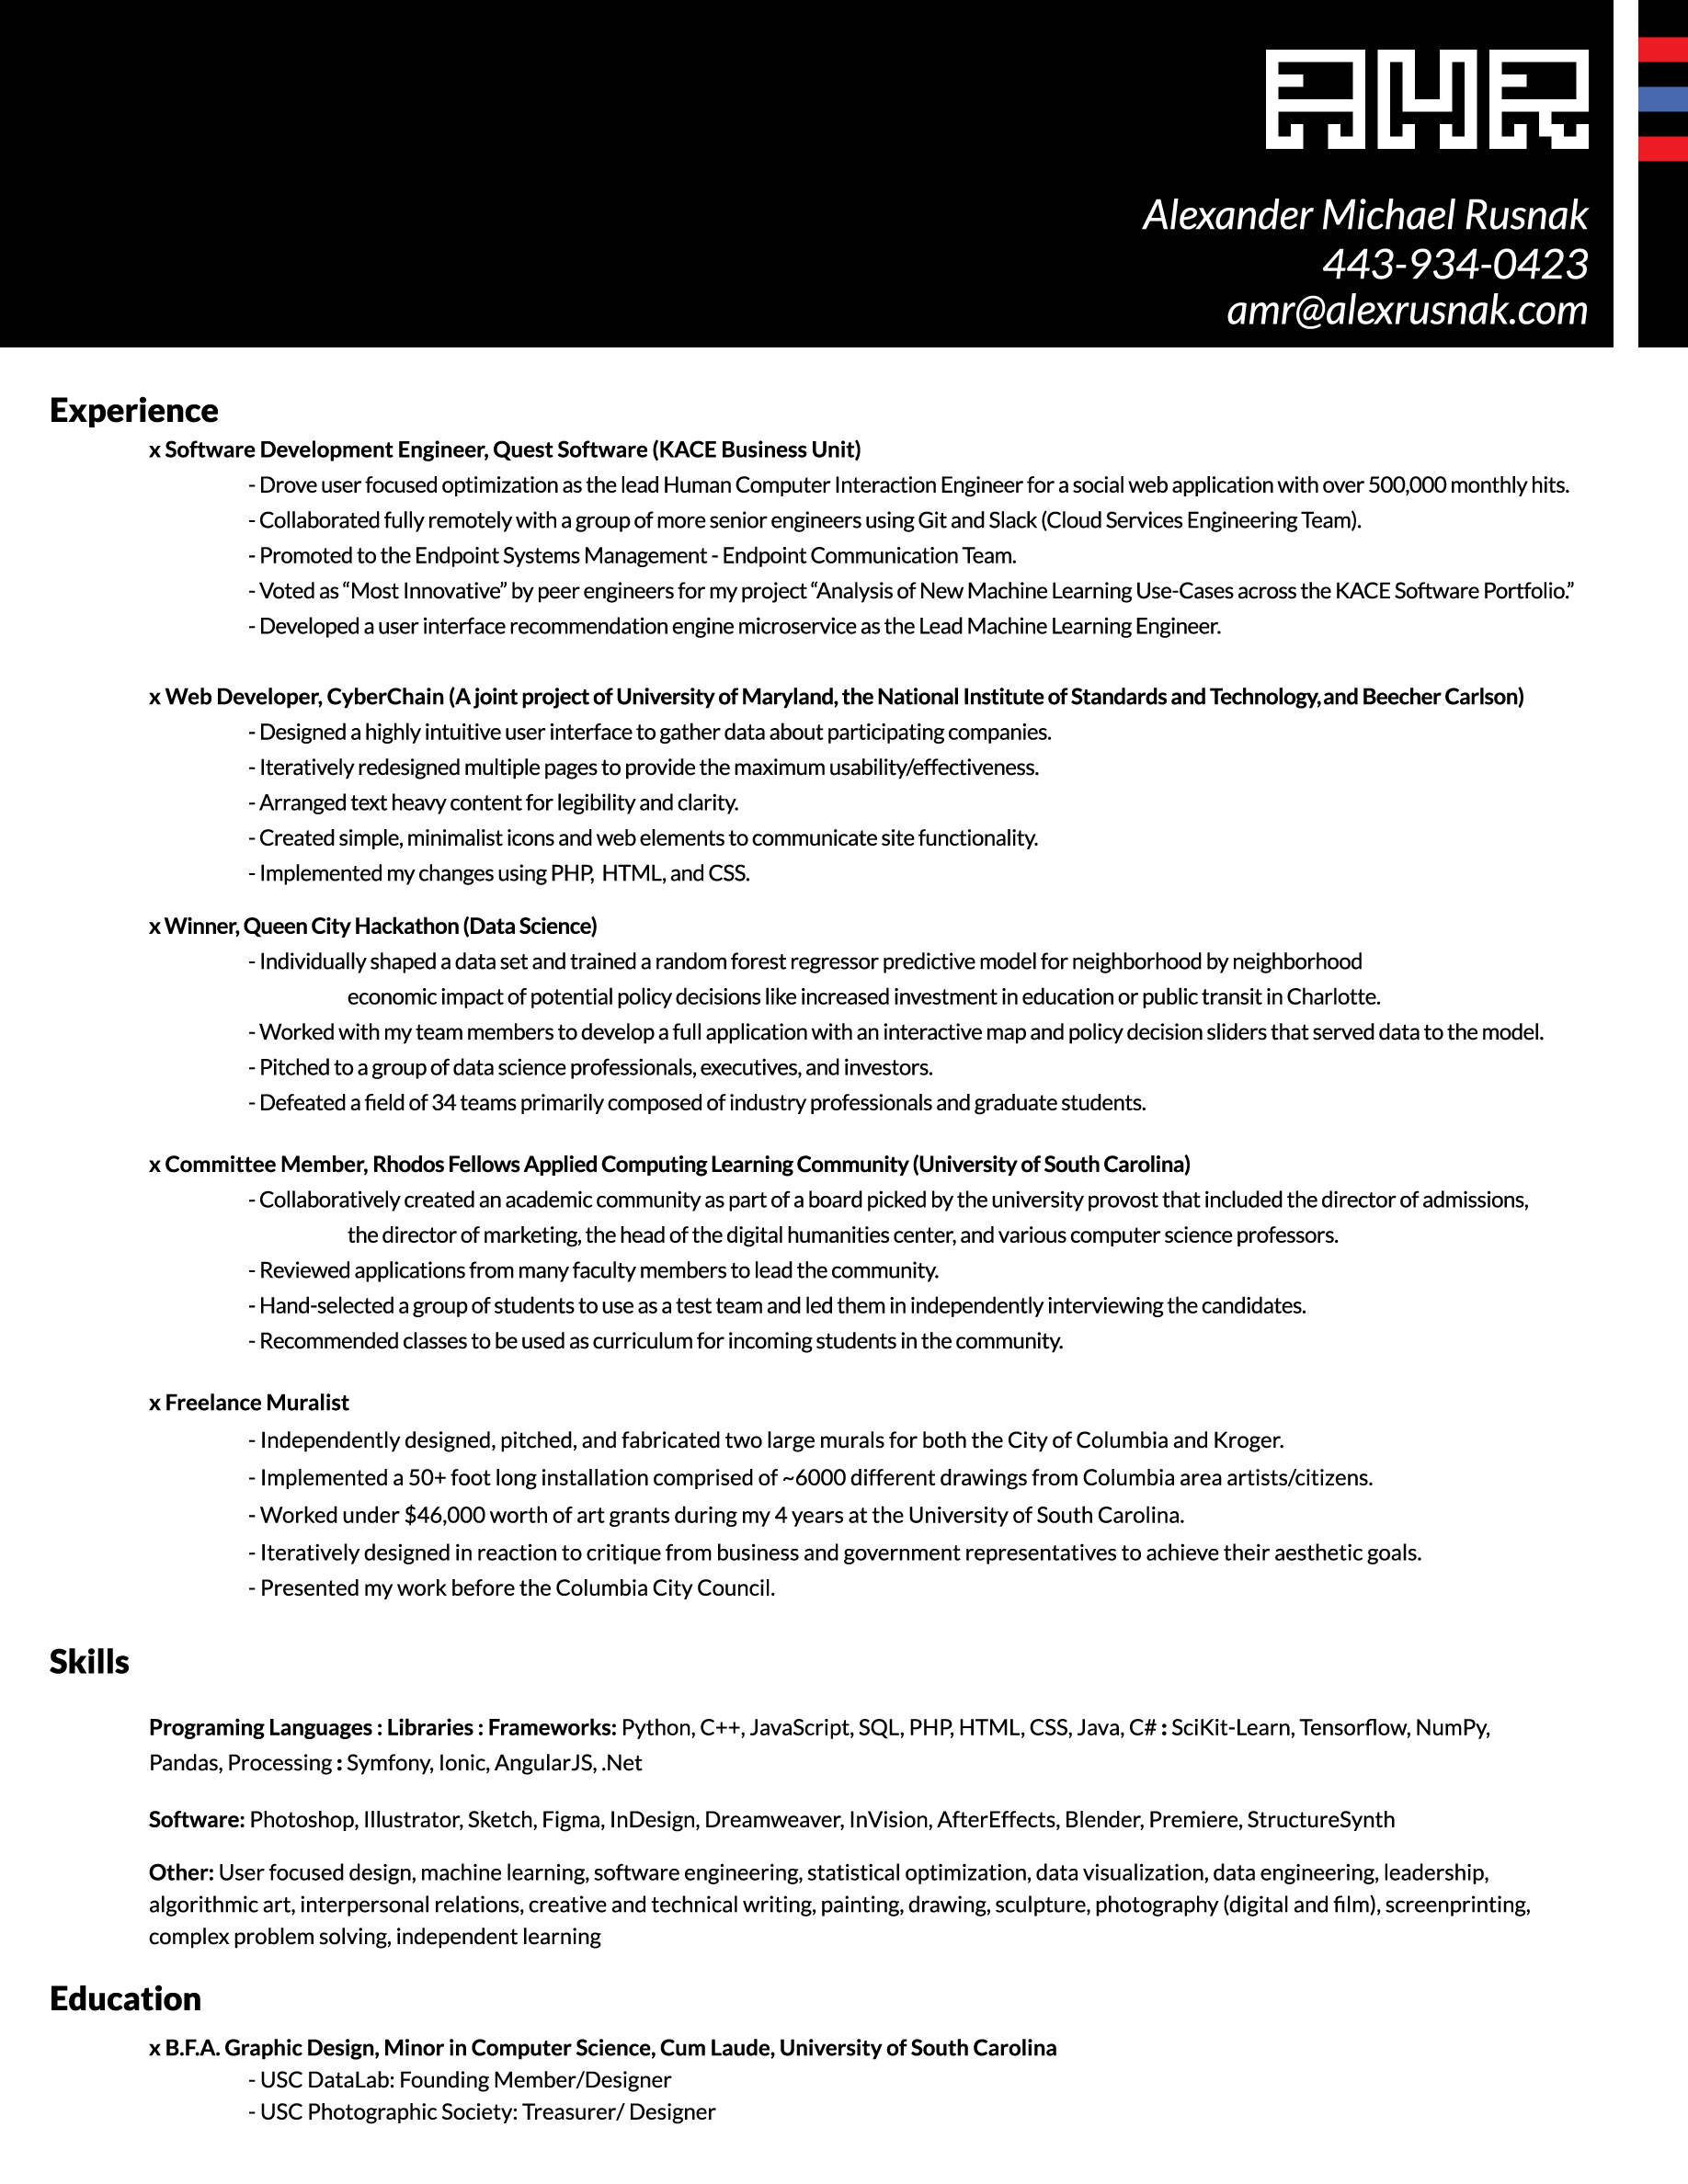 AMR
Alexander Michael Rusnak
443-934-0423
amr@alexrusnak.com
Experience
x Software Development Engineer, Quest Software (KACE Business Unit)
- Drove user focused optimization as the lead Human Computer Interaction Engineer for a social web application with over 500,000 monthly hits.
- Collaborated fully remotely with a group of more senior engineers using Git and Slack (Cloud Services Engineering Team).
- Promoted to the Endpoint Systems Management - Endpoint Communication Team.
- Voted as “Most Innovative” by peer engineers for my project “Analysis of New Machine Learning Use-Cases across the KACE Software Portfolio.”
- Developed a user interface recommendation engine microservice as the Lead Machine Learning Engineer.
x Web Developer, CyberChain (A joint project of University of Maryland, the National Institute of Standards and Technology, and Beecher Carlson)
- Designed a highly intuitive user interface to gather data about participating companies.
- Iteratively redesigned multiple pages to provide the maximum usability/effectiveness.
- Arranged text heavy content for legibility and clarity.
- Created simple, minimalist icons and web elements to communicate site functionality.
- Implemented my changes using PHP, HTML, and CSS.
x Winner, Queen City Hackathon (Data Science)
- Individually shaped a data set and trained a random forest regressor predictive model for neighborhood by neighborhood
economic impact of potential policy decisions like increased investment in education or public transit in Charlotte.
- Worked with my team members to develop a full application with an interactive map and policy decision sliders that served data to the model.
- Pitched to a group of data science professionals, executives, and investors.
- Defeated a field of 34 teams primarily composed of industry professionals and graduate students.
x Committee Member, Rhodos Fellows Applied Computing Learning Community (University of South Carolina)
- Collaboratively created an academic community as part of a board picked by the university provost that included the director of admissions,
the director of marketing, the head of the digital humanities center, and various computer science professors.
- Reviewed applications from many faculty members to lead the community.
- Hand-selected a group of students to use as a test team and led them in independently interviewing the candidates.
- Recommended classes to be used as curriculum for incoming students in the community.
x Freelance Muralist
- Independently designed, pitched, and fabricated two large murals for both the City of Columbia and Kroger.
- Implemented a 50+ foot long installation comprised of ~6000 different drawings from Columbia area artists/citizens.
- Worked under $46,000 worth of art grants during my 4 years at the University of South Carolina.
- Iteratively designed in reaction to critique from business and government representatives to achieve their aesthetic goals.
- Presented my work before the Columbia City Council.
Skills
Programing Languages : Libraries : Frameworks: Python, C++, JavaScript, SQL, PHP, HTML, CSS, Java, C# : SciKit-Learn, Tensorflow, NumPy,
Pandas, Processing : Symfony, Ionic, AngularJS, .Net
Software: Photoshop, Illustrator, Sketch, Figma, InDesign, Dreamweaver, InVision, AfterEffects, Blender, Premiere, StructureSynth
Other: User focused design, machine learning, software engineering, statistical optimization, data visualization, data engineering, leadership,
algorithmic art, interpersonal relations, creative and technical writing, painting, drawing, sculpture, photography (digital and film), screenprinting,
complex problem solving, independent learning
Education
x B.F.A. Graphic Design, Minor in Computer Science, Cum Laude, University of South Carolina
- USC DataLab: Founding Member/Designer
- USC Photographic Society: Treasurer/ Designer